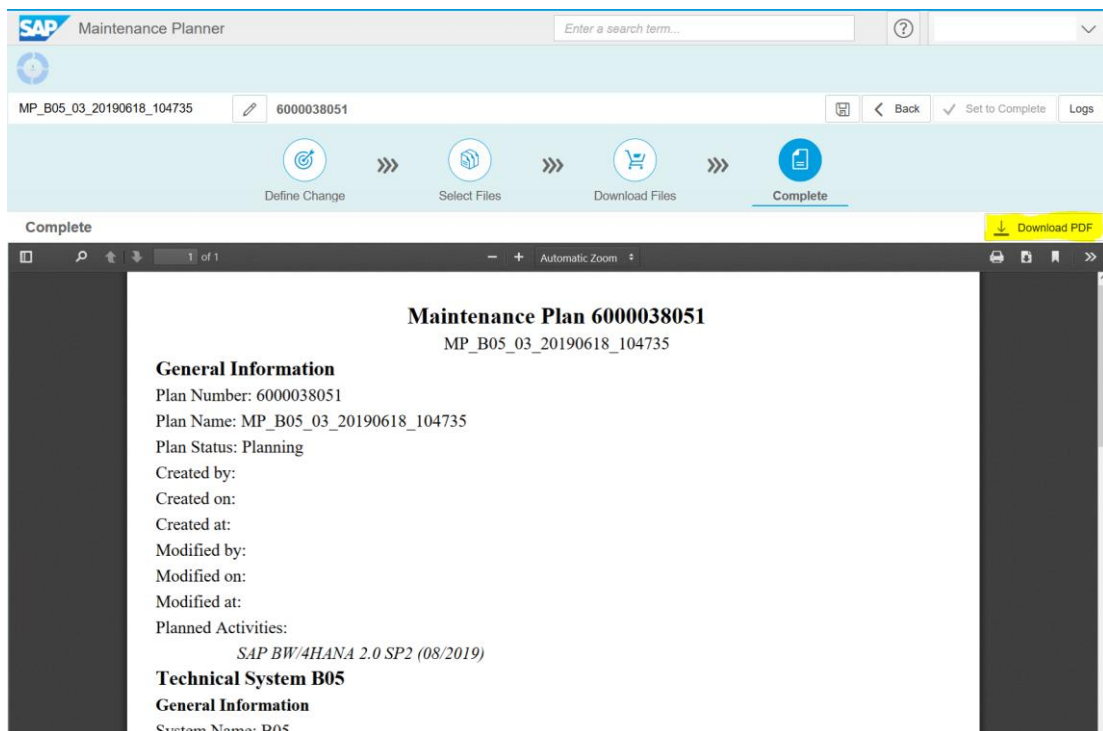 SAP Maintenance Planner Enter a search term...
MP_B05_03_20190618_104735 6000038051 Back Set to Complete Logs
Define Change Select Files Download Files Complete
Complete Download PDF
1 of 1 Automatic Zoom
Maintenance Plan 6000038051
MP_B05_03_20190618_104735
General Information
Plan Number: 6000038051
Plan Name: MP_B05_03_20190618_104735
Plan Status: Planning
Created by:
Created on:
Created at:
Modified by:
Modified on:
Modified at:
Planned Activities:
SAP BW/4HANA 2.0 SP2 (08/2019)
Technical System B05
General Information
System Name: B05